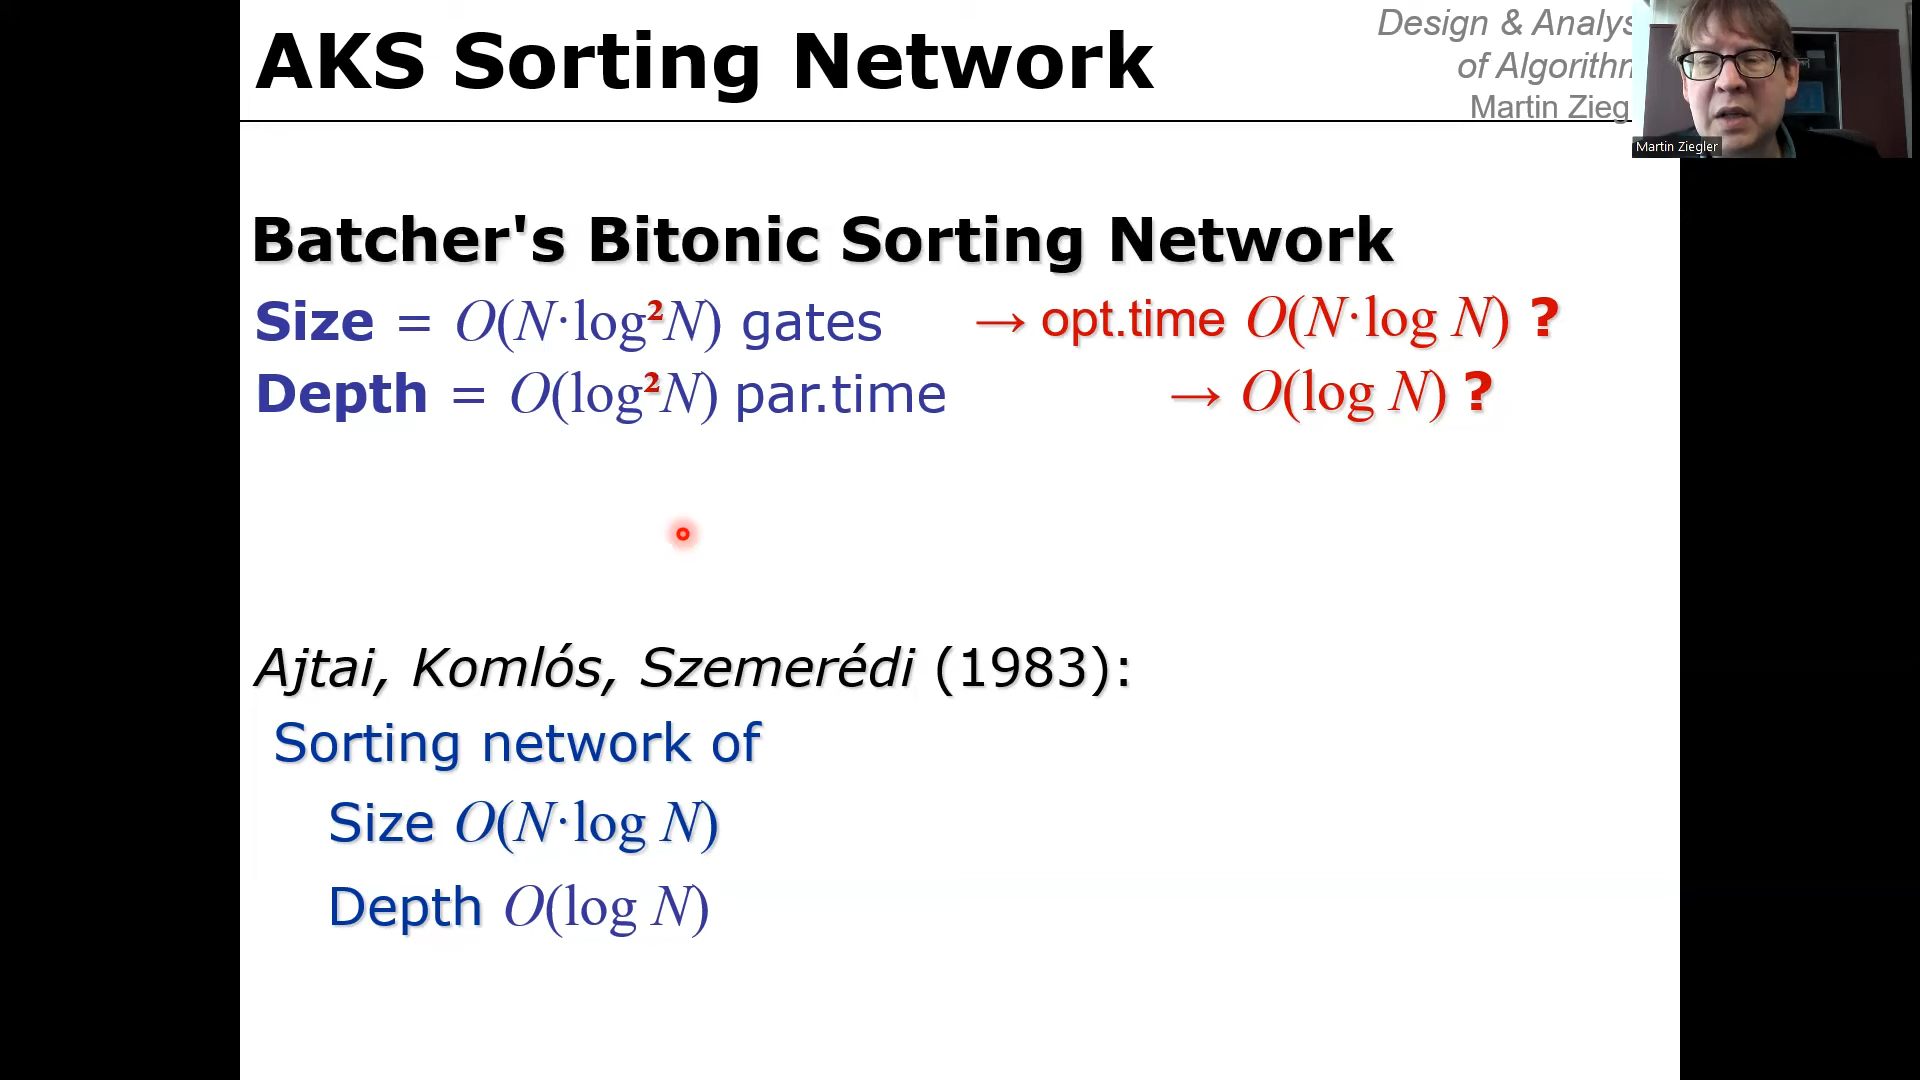 AKS Sorting Network
Design & Analys
of Algorithr
Martin Zieg
Martin Ziegler
Batcher's Bitonic Sorting Network
Size = O(N·log²N) gates → opt.time O(N·log N) ?
Depth = O(log²N) par.time → O(log N) ?
Ajtai, Komlós, Szemerédi (1983):
Sorting network of
Size O(N·log N)
Depth O(log N)